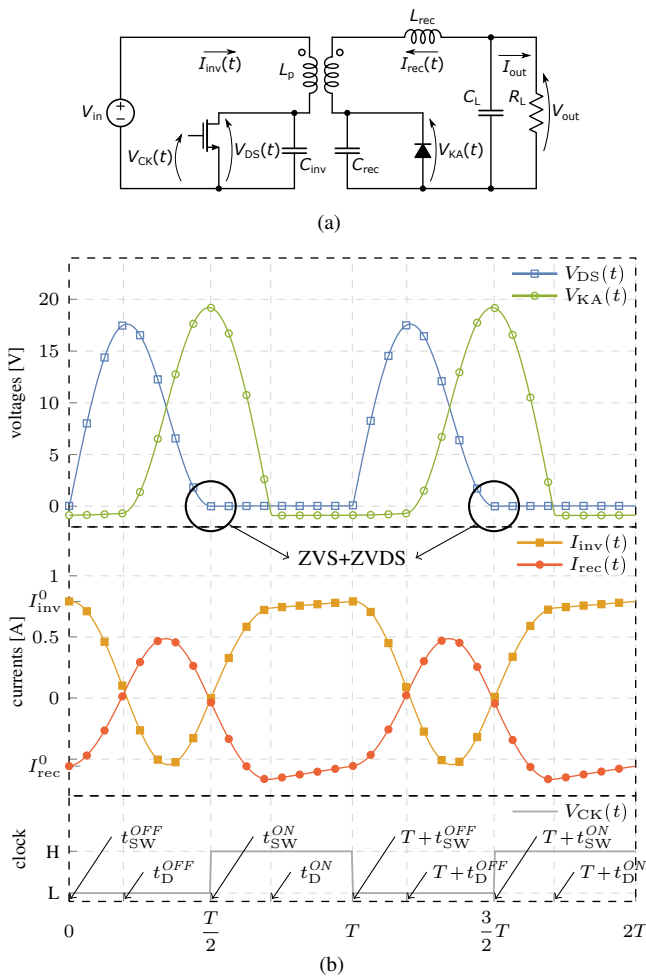 L_rec
I_inv(t)
L_p
I_rec(t)
I_out
V_in
+
−
V_CK(t)
V_DS(t)
C_inv
C_rec
V_KA(t)
C_L
R_L
V_out
(a)
V_DS(t)
V_KA(t)
voltages [V]
20
15
10
5
0
ZVS+ZVDS
I_inv(t)
I_rec(t)
currents [A]
1
I^0_inv
0.5
0
I^0_rec
V_CK(t)
clock
H
L
t^OFF_SW
t^ON_SW
T + t^OFF_SW
T + t^ON_SW
t^OFF_D
t^ON_D
T + t^OFF_D
T + t^ON_D
0
T/2
T
3/2 T
2T
(b)